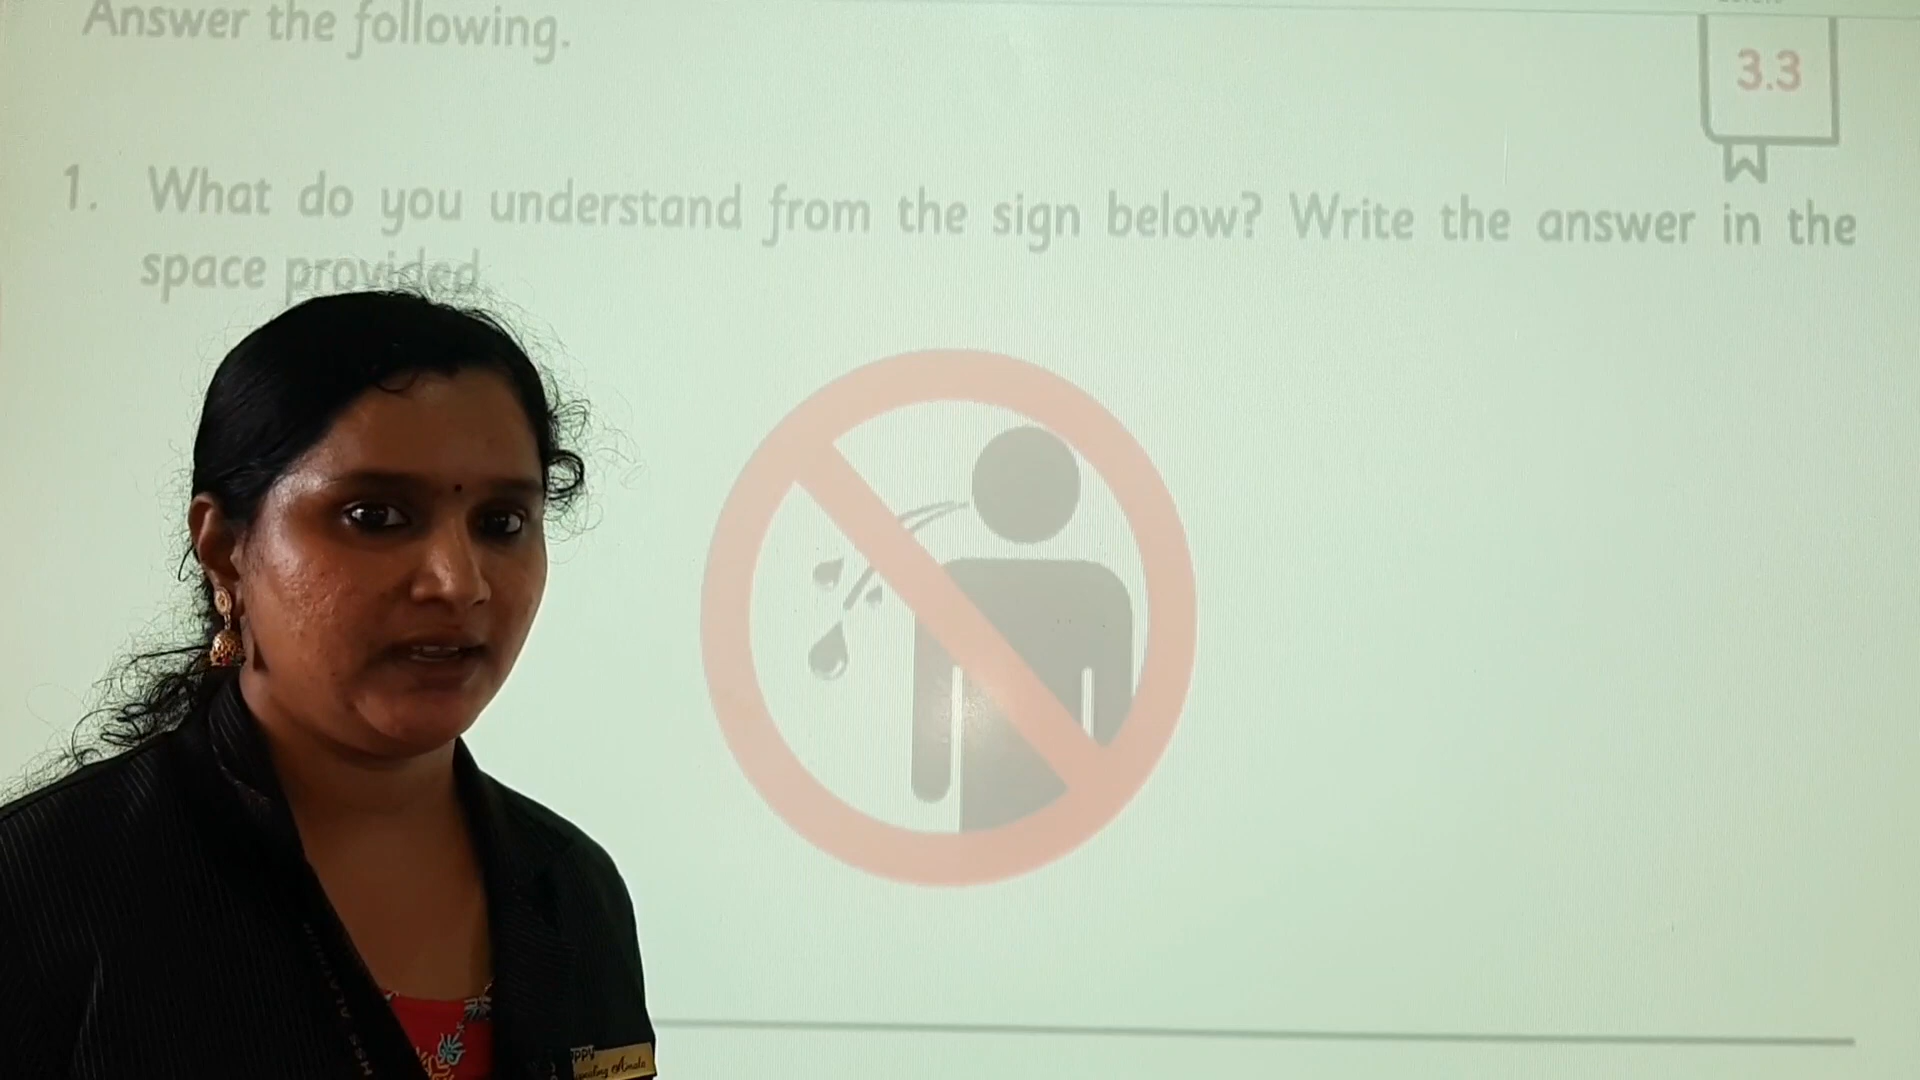 Answer the following.
3.3
1. What do you understand from the sign below? Write the answer in the
space provided.